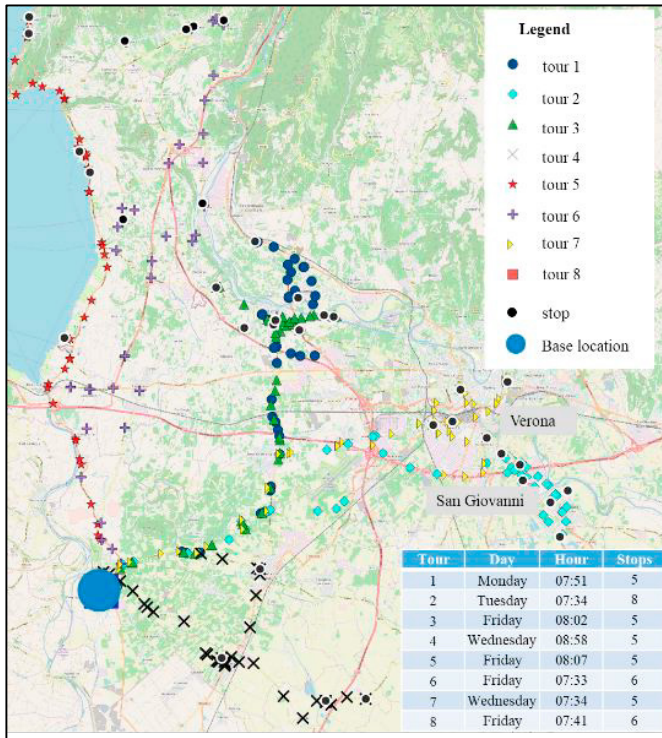 Legend
tour 1
tour 2
tour 3
tour 4
tour 5
tour 6
tour 7
tour 8
stop
Base location
Verona
San Giovanni
Tour Day Hour Stops
1 Monday 07:51 5
2 Tuesday 07:34 8
3 Friday 08:02 5
4 Wednesday 08:58 5
5 Friday 08:07 5
6 Friday 07:33 6
7 Wednesday 07:34 5
8 Friday 07:41 6